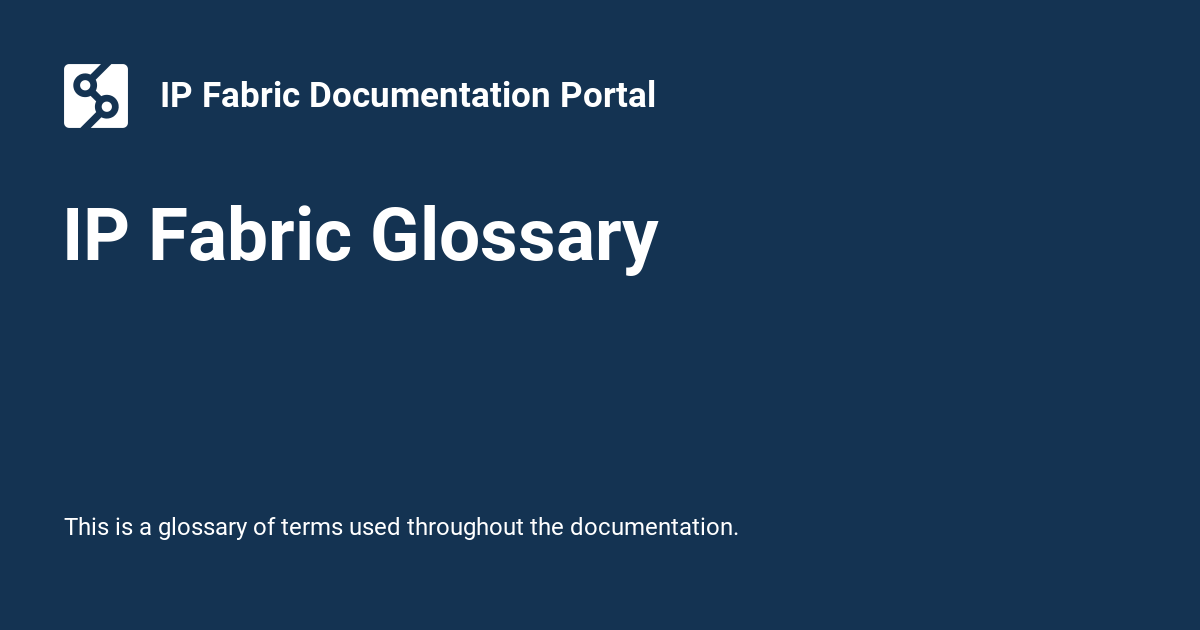 IP Fabric Documentation Portal
IP Fabric Glossary
This is a glossary of terms used throughout the documentation.